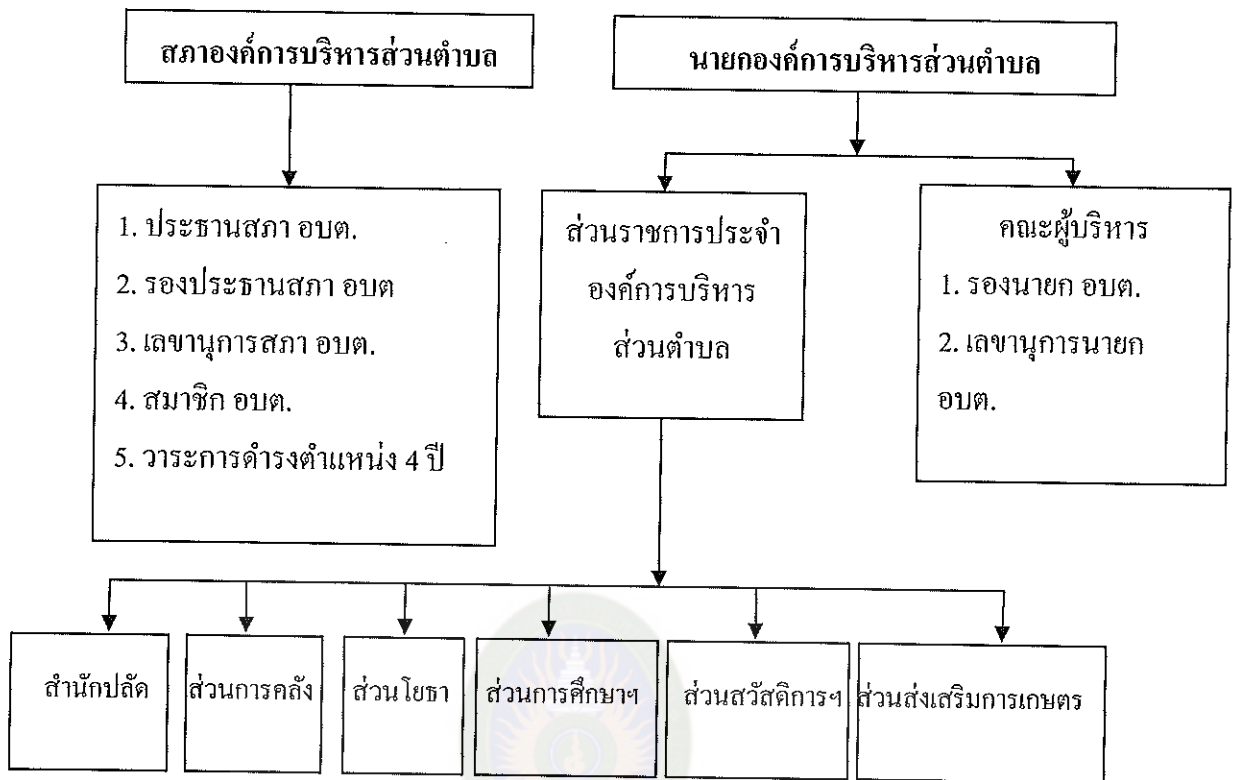 สภาองค์การบริหารส่วนตำบล
นายกองค์การบริหารส่วนตำบล
1. ประธานสภา อบต.
2. รองประธานสภา อบต
3. เลขานุการสภา อบต.
4. สมาชิก อบต.
5. วาระการดำรงตำแหน่ง 4 ปี
ส่วนราชการประจำ
องค์การบริหาร
ส่วนตำบล
คณะผู้บริหาร
1. รองนายก อบต.
2. เลขานุการนายก
อบต.
สำนักปลัด
ส่วนการคลัง
ส่วนโยธา
ส่วนการศึกษาฯ
ส่วนสวัสดิการฯ
ส่วนส่งเสริมการเกษตร